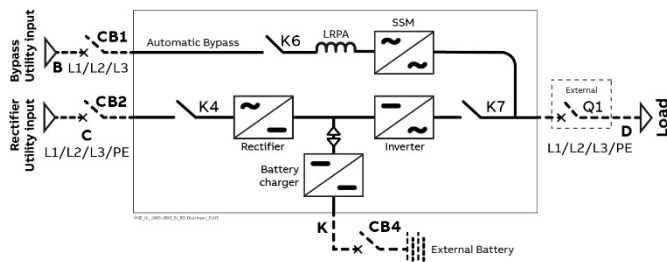 Bypass
Utility input
B
CB1
L1/L2/L3
Automatic Bypass
K6
LRPA
SSM
Rectifier
Utility input
C
CB2
L1/L2/L3/PE
K4
Rectifier
Inverter
K7
External
Q1
D
Load
L1/L2/L3/PE
Battery
charger
K
CB4
External Battery